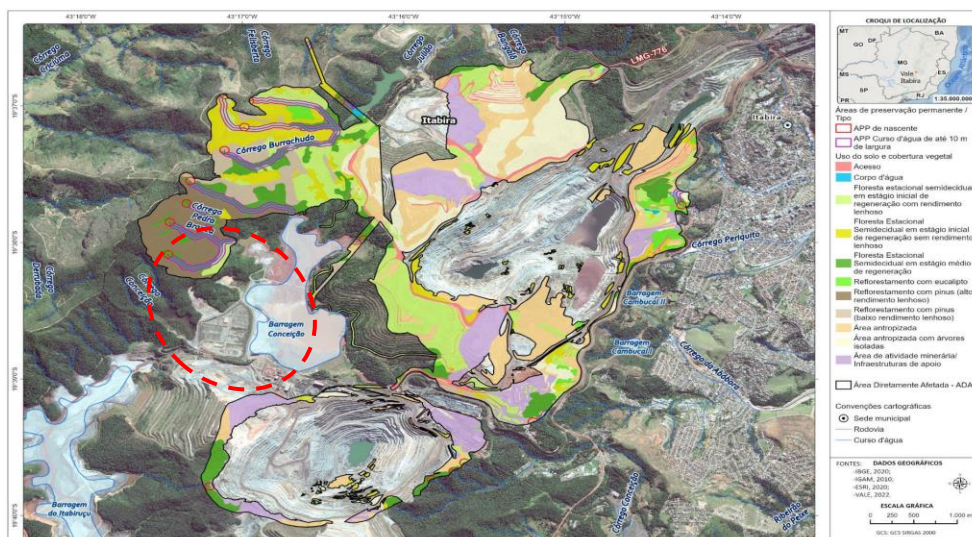 43°18'0"W
43°17'0"W
43°16'0"W
43°15'0"W
43°14'0"W
Córrego
Criciúma
Córrego
Felisberta
Córrego
Julião
LMG-776
Itabira
Itabira
Córrego Burrachudo
Córrego
Pedra
Córrego
Conceição
Córrego Periquito
Barragem
Conceição
Barragem
Cambucal II
Barragem
Cambucal I
Córrego da Abóbora
Barragem
do Itabiruçu
Córrego Conceição
Ribeirão
do Peixe
CROQUI DE LOCALIZAÇÃO
MT
GO
DF
BA
MG
MS
ES
Vale
Itabira
SP
RJ
PR
1:35.000.000
Áreas de preservação permanente /
Tipo
APP de nascente
APP Curso d'água de até 10 m
de largura
Uso do solo e cobertura vegetal
Acesso
Corpo d'água
Floresta estacional semidecidual
em estágio inicial de
regeneração com rendimento
lenhoso
Floresta Estacional
Semidecidual em estágio inicial
de regeneração sem rendimento
lenhoso
Floresta Estacional
Semidecidual em estágio médio
de regeneração
Reflorestamento com eucalipto
Reflorestamento com pinus (alto
rendimento lenhoso)
Reflorestamento com pinus
(baixo rendimento lenhoso)
Área antropizada
Área antropizada com árvores
isoladas
Área de atividade minerária/
Infraestruturas de apoio
Área Diretamente Afetada - ADA
Convenções cartográficas
Sede municipal
Rodovia
Curso d'água
FONTES: DADOS GEOGRÁFICOS
-IBGE, 2020;
-IGAM, 2010;
-ESRI, 2020;
-VALE, 2022.
ESCALA GRÁFICA
0 250 500 1.000
GCS: GCS SIRGAS 2000